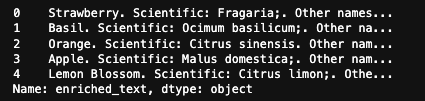 0 Strawberry. Scientific: Fragaria;. Other names...
1 Basil. Scientific: Ocimum basilicum;. Other na...
2 Orange. Scientific: Citrus sinensis. Other nam...
3 Apple. Scientific: Malus domestica;. Other nam...
4 Lemon Blossom. Scientific: Citrus limon;. Othe...
Name: enriched_text, dtype: object